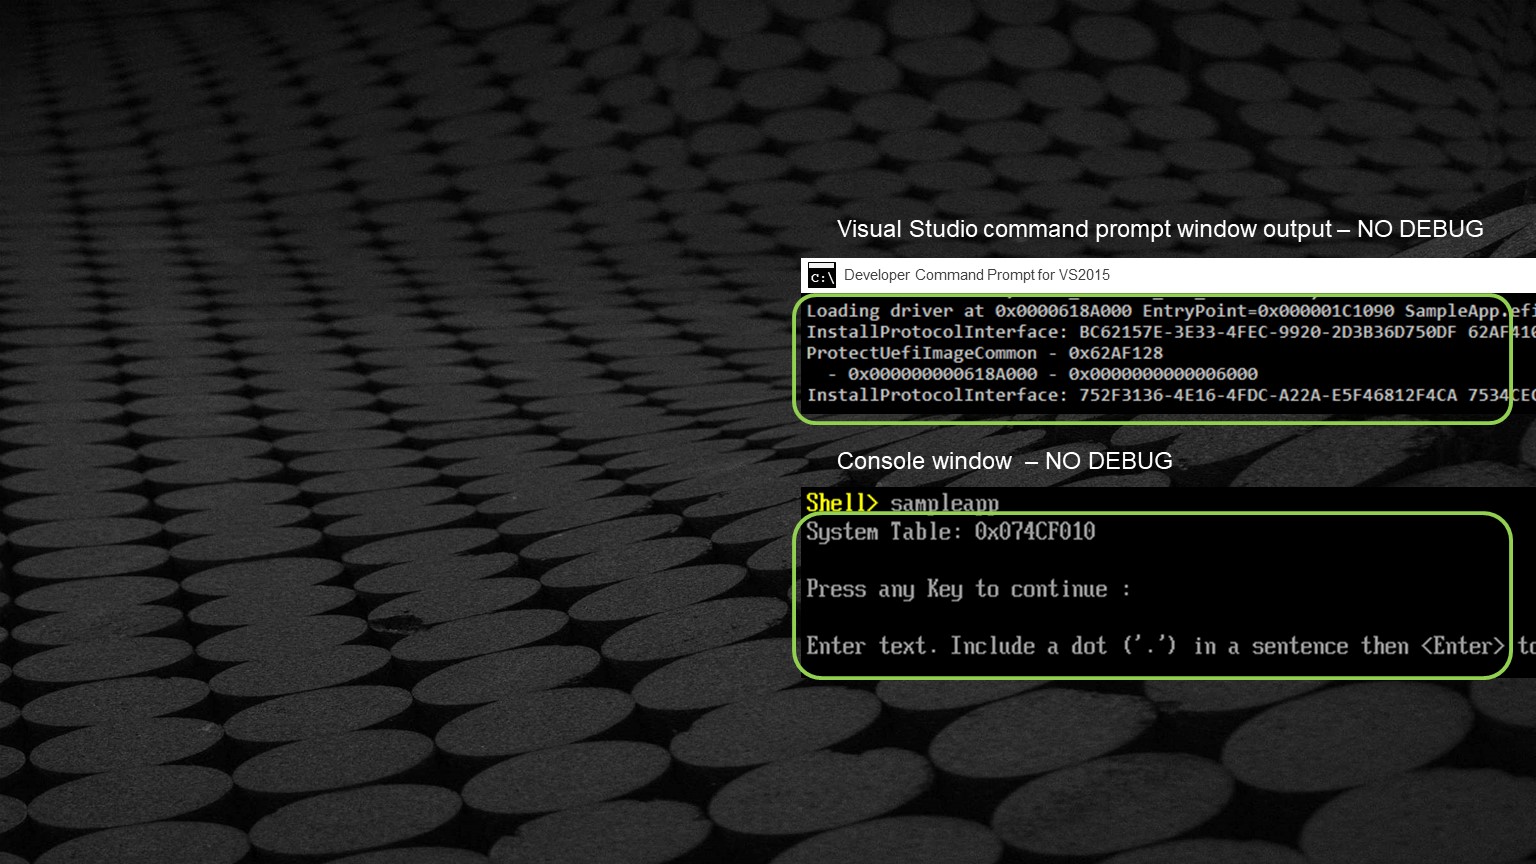 Visual Studio command prompt window output – NO DEBUG
C:\ Developer Command Prompt for VS2015
Loading driver at 0x0000618A000 EntryPoint=0x000001C1090 SampleApp.efi
InstallProtocolInterface: BC62157E-3E33-4FEC-9920-2D3B36D750DF 62AF410
ProtectUefiImageCommon - 0x62AF128
- 0x000000000618A000 - 0x0000000000006000
InstallProtocolInterface: 752F3136-4E16-4FDC-A22A-E5F46812F4CA 7534CEC
Console window – NO DEBUG
Shell> sampleapp
System Table: 0x074CF010
Press any Key to continue :
Enter text. Include a dot ('.') in a sentence then <Enter> to